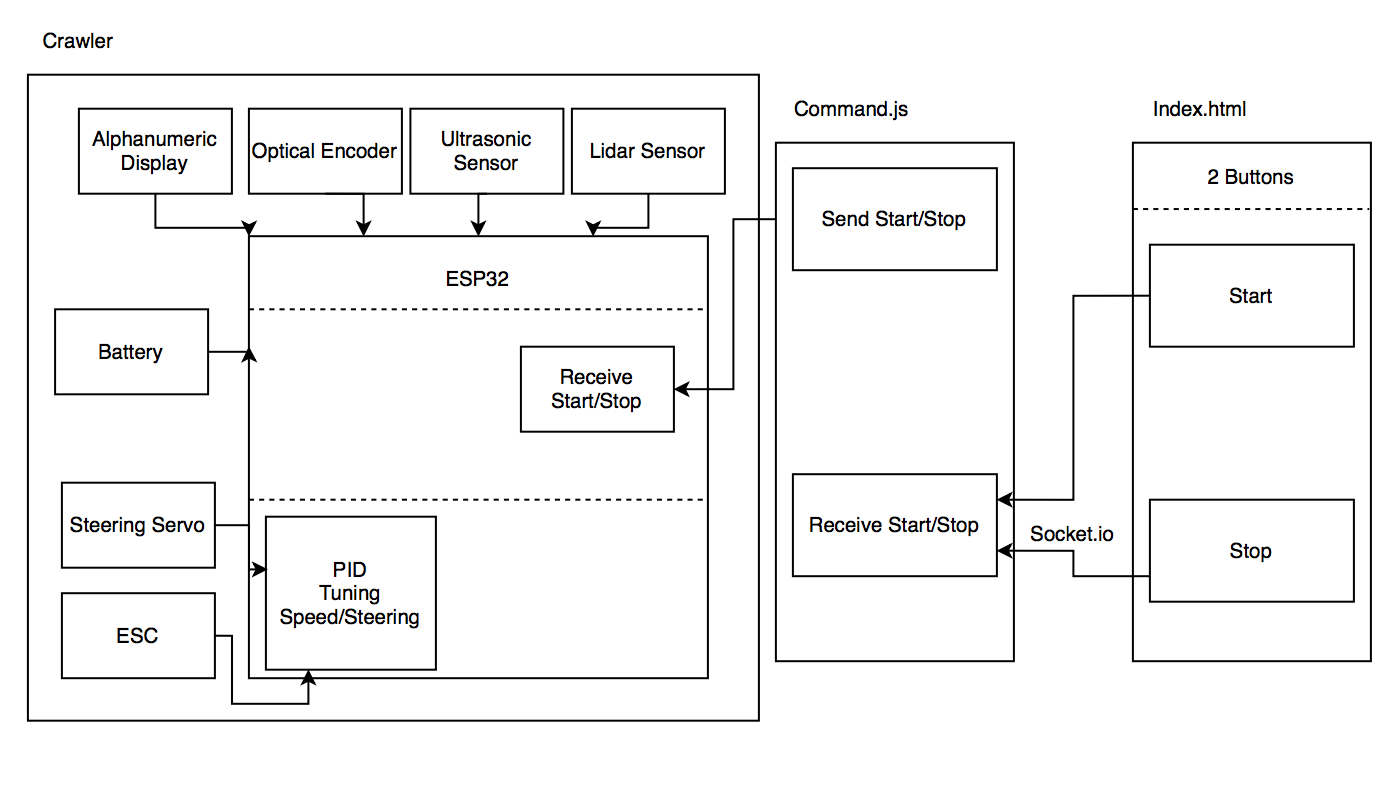 Crawler
Alphanumeric
Display
Optical Encoder
Ultrasonic
Sensor
Lidar Sensor
ESP32
Battery
Receive
Start/Stop
Steering Servo
PID
Tuning
Speed/Steering
ESC
Command.js
Send Start/Stop
Receive Start/Stop
Socket.io
Index.html
2 Buttons
Start
Stop